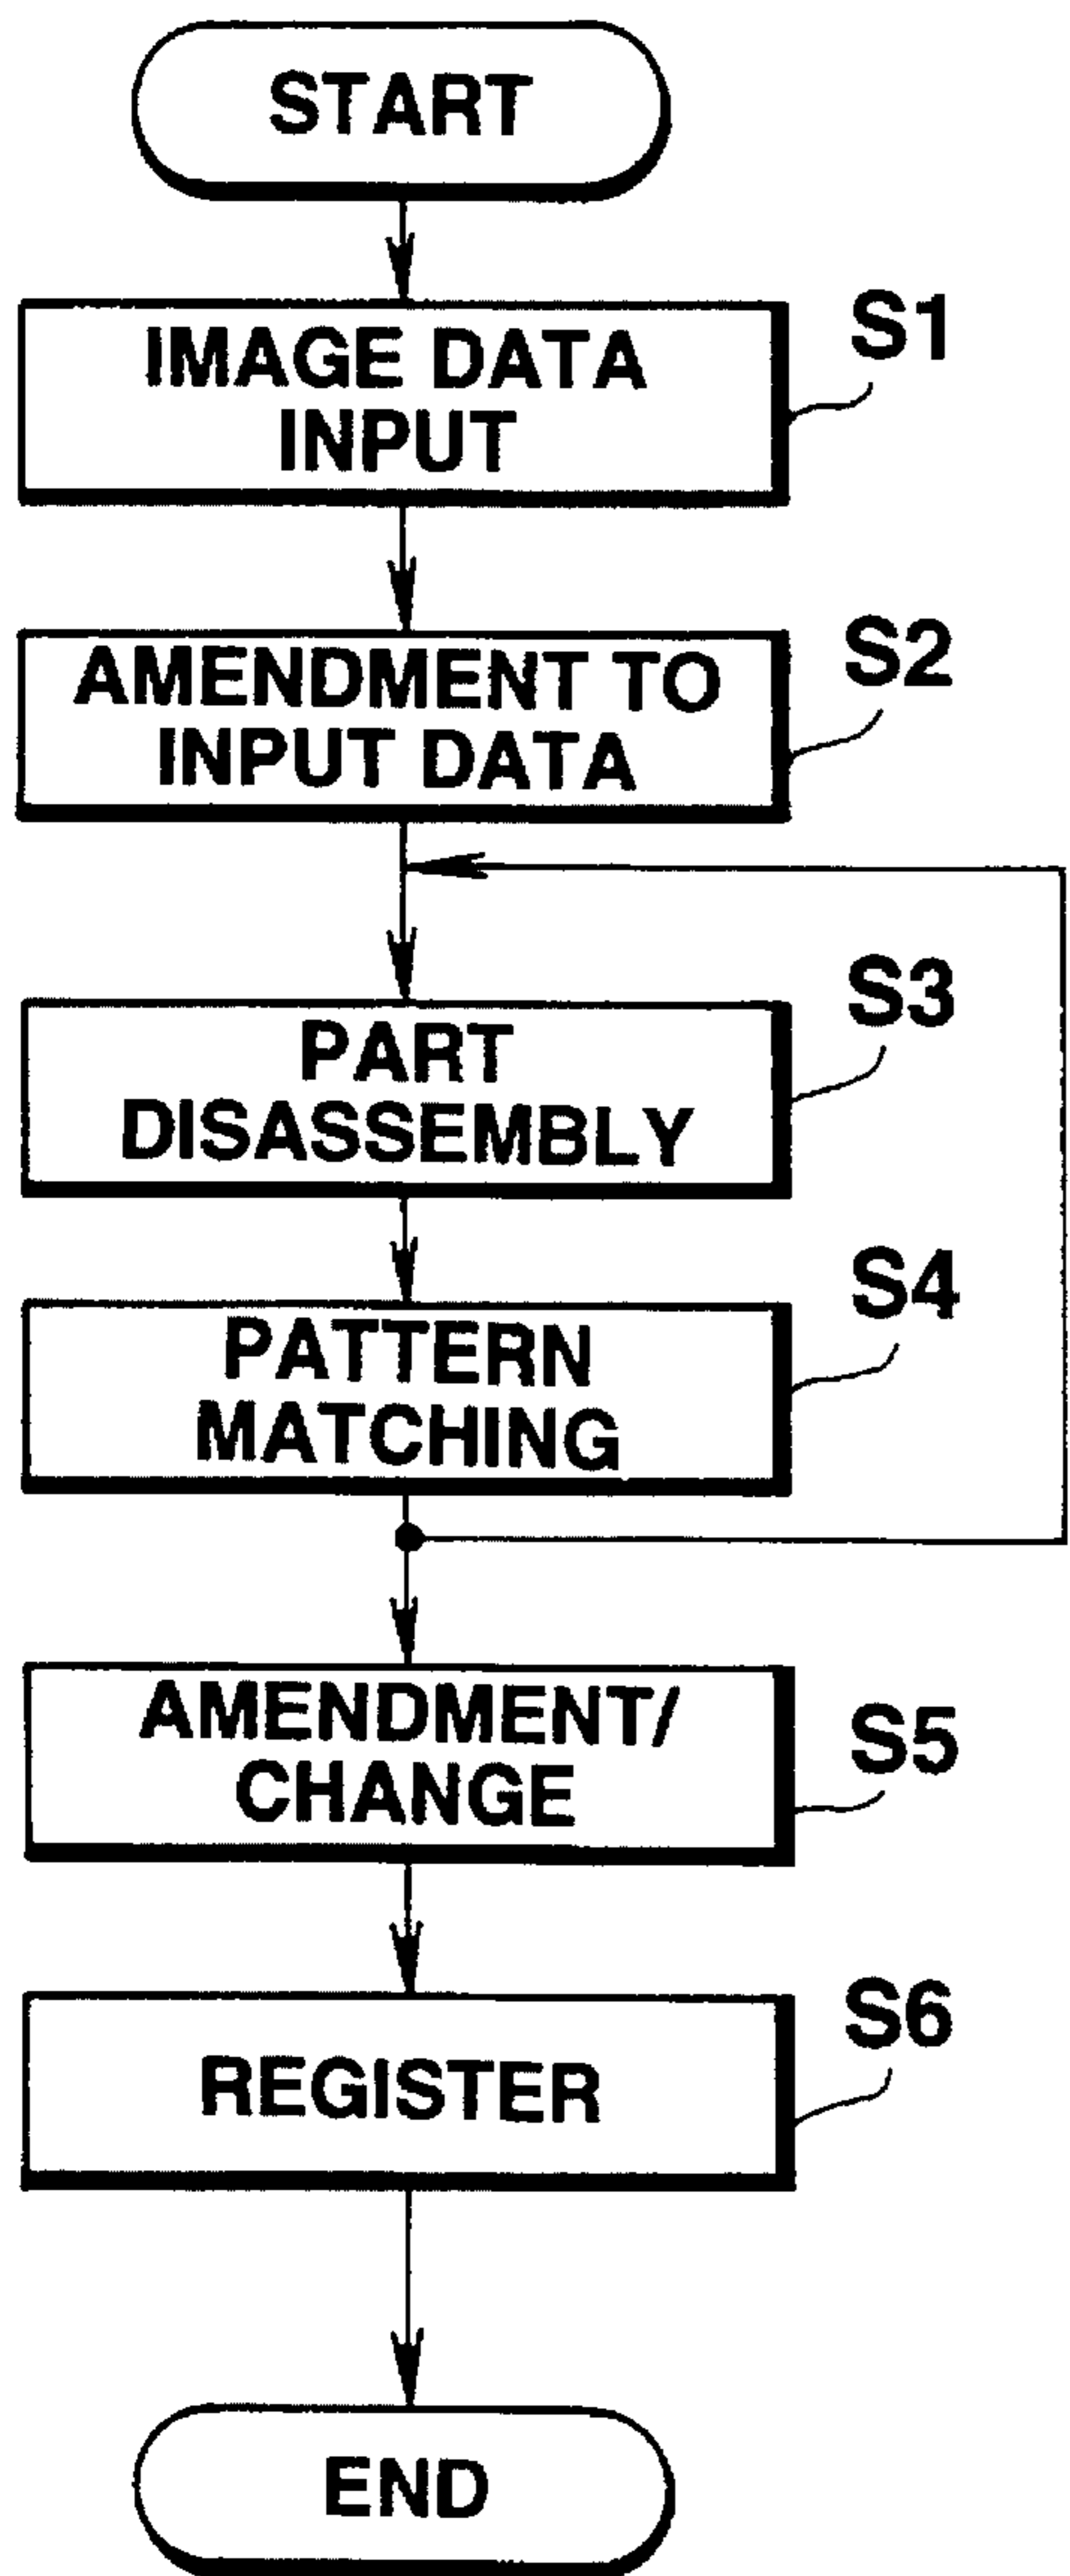 START
IMAGE DATA
INPUT
S1
AMENDMENT TO
INPUT DATA
S2
PART
DISASSEMBLY
S3
PATTERN
MATCHING
S4
AMENDMENT/
CHANGE
S5
REGISTER
S6
END